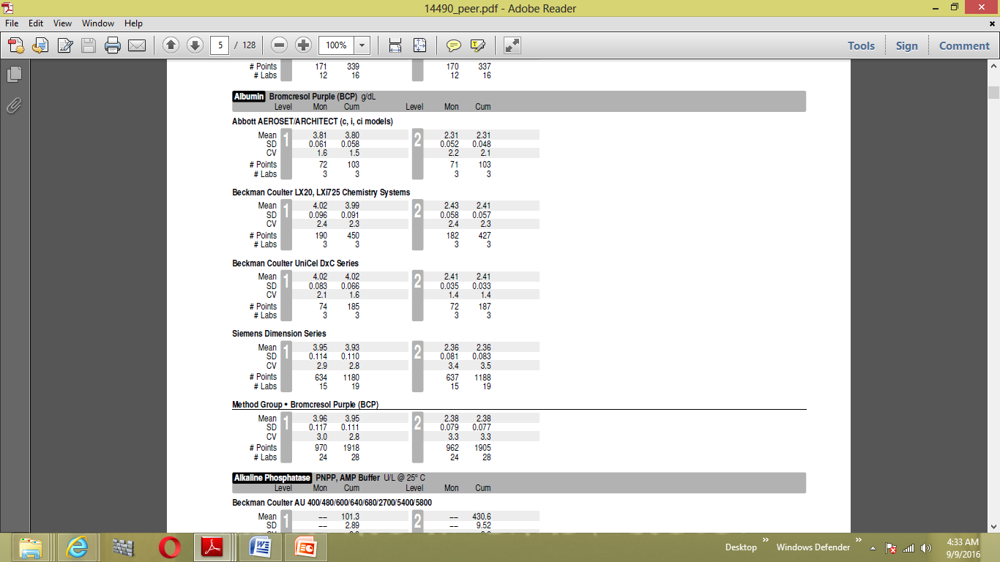 14490_peer.pdf - Adobe Reader
File Edit View Window Help
5 / 128 100% Tools Sign Comment
# Points 171 339 170 337
# Labs 12 16 12 16
Albumin Bromcresol Purple (BCP) g/dL
Level Mon Cum Level Mon Cum
Abbott AEROSET/ARCHITECT (c, i, ci models)
Mean 1 3.81 3.80 2 2.31 2.31
SD 0.061 0.058 0.052 0.048
CV 1.6 1.5 2.2 2.1
# Points 72 103 71 103
# Labs 3 3 3 3
Beckman Coulter LX20, LXi725 Chemistry Systems
Mean 1 4.02 3.99 2 2.43 2.41
SD 0.096 0.091 0.058 0.057
CV 2.4 2.3 2.4 2.3
# Points 190 450 182 427
# Labs 3 3 3 3
Beckman Coulter UniCel DxC Series
Mean 1 4.02 4.02 2 2.41 2.41
SD 0.083 0.066 0.035 0.033
CV 2.1 1.6 1.4 1.4
# Points 74 185 72 187
# Labs 3 3 3 3
Siemens Dimension Series
Mean 1 3.95 3.93 2 2.36 2.36
SD 0.114 0.110 0.081 0.083
CV 2.9 2.8 3.4 3.5
# Points 634 1180 637 1188
# Labs 15 19 15 19
Method Group • Bromcresol Purple (BCP)
Mean 1 3.96 3.95 2 2.38 2.38
SD 0.117 0.111 0.079 0.077
CV 3.0 2.8 3.3 3.3
# Points 970 1918 962 1905
# Labs 24 28 24 28
Alkaline Phosphatase PNPP, AMP Buffer U/L @ 25° C
Level Mon Cum Level Mon Cum
Beckman Coulter AU 400/480/600/640/680/2700/5400/5800
Mean 1 –– 101.3 2 –– 430.6
SD –– 2.89 –– 9.52
Desktop » Windows Defender » 4:33 AM
9/9/2016